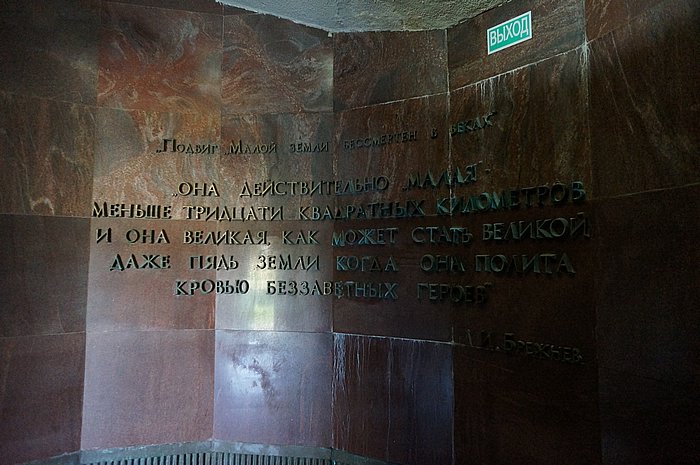 ВЫХОД
„Подвиг „Малой земли бессмертен в веках"
„ОНА ДЕЙСТВИТЕЛЬНО „МАЛАЯ"-
МЕНЬШЕ ТРИДЦАТИ КВАДРАТНЫХ КИЛОМЕТРОВ
И ОНА ВЕЛИКАЯ, КАК МОЖЕТ СТАТЬ ВЕЛИКОЙ,
ДАЖЕ ПЯДЬ ЗЕМЛИ КОГДА ОНА ПОЛИТА
КРОВЬЮ БЕЗЗАВЕТНЫХ ГЕРОЕВ"
Л.И. Брежнев.